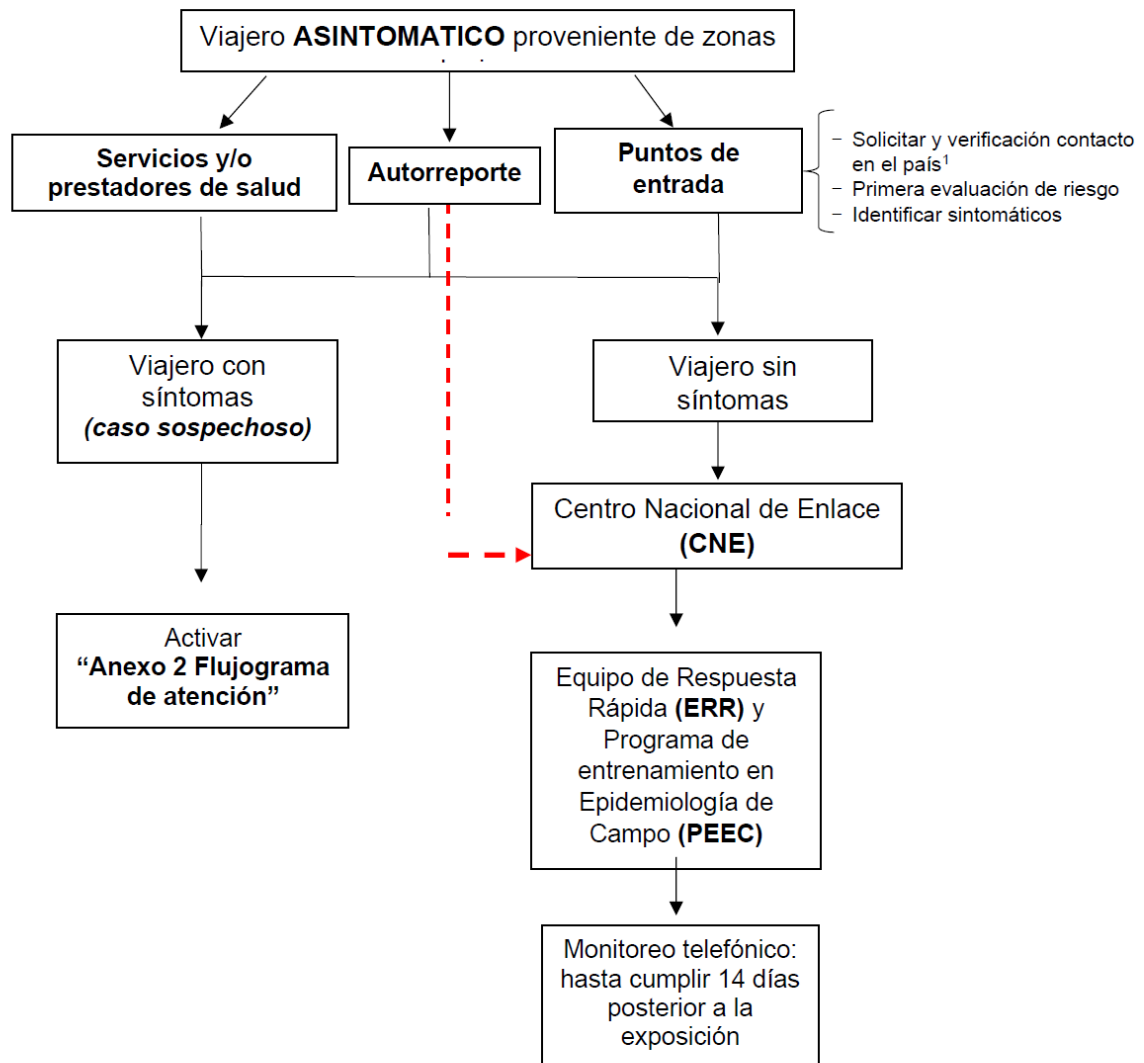 Viajero ASINTOMATICO proveniente de zonas
Servicios y/o
prestadores de salud
Autorreporte
Puntos de
entrada
− Solicitar y verificación contacto
en el país¹
− Primera evaluación de riesgo
− Identificar sintomáticos
Viajero con
síntomas
(caso sospechoso)
Viajero sin
síntomas
Centro Nacional de Enlace
(CNE)
Activar
“Anexo 2 Flujograma
de atención”
Equipo de Respuesta
Rápida (ERR) y
Programa de
entrenamiento en
Epidemiología de
Campo (PEEC)
Monitoreo telefónico:
hasta cumplir 14 días
posterior a la
exposición